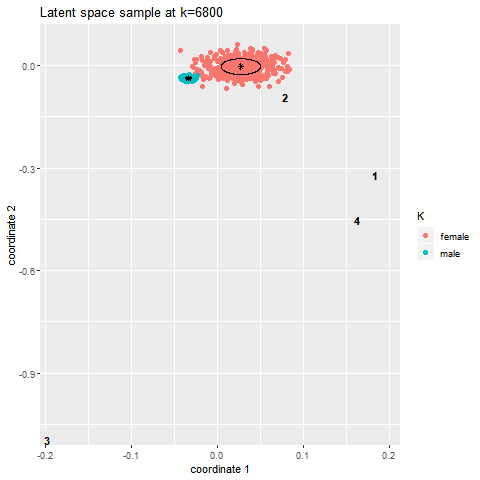 Latent space sample at k=6800
0.0
-0.3
-0.6
-0.9
coordinate 2
2
1
4
3
-0.2
-0.1
0.0
0.1
0.2
coordinate 1
K
female
male